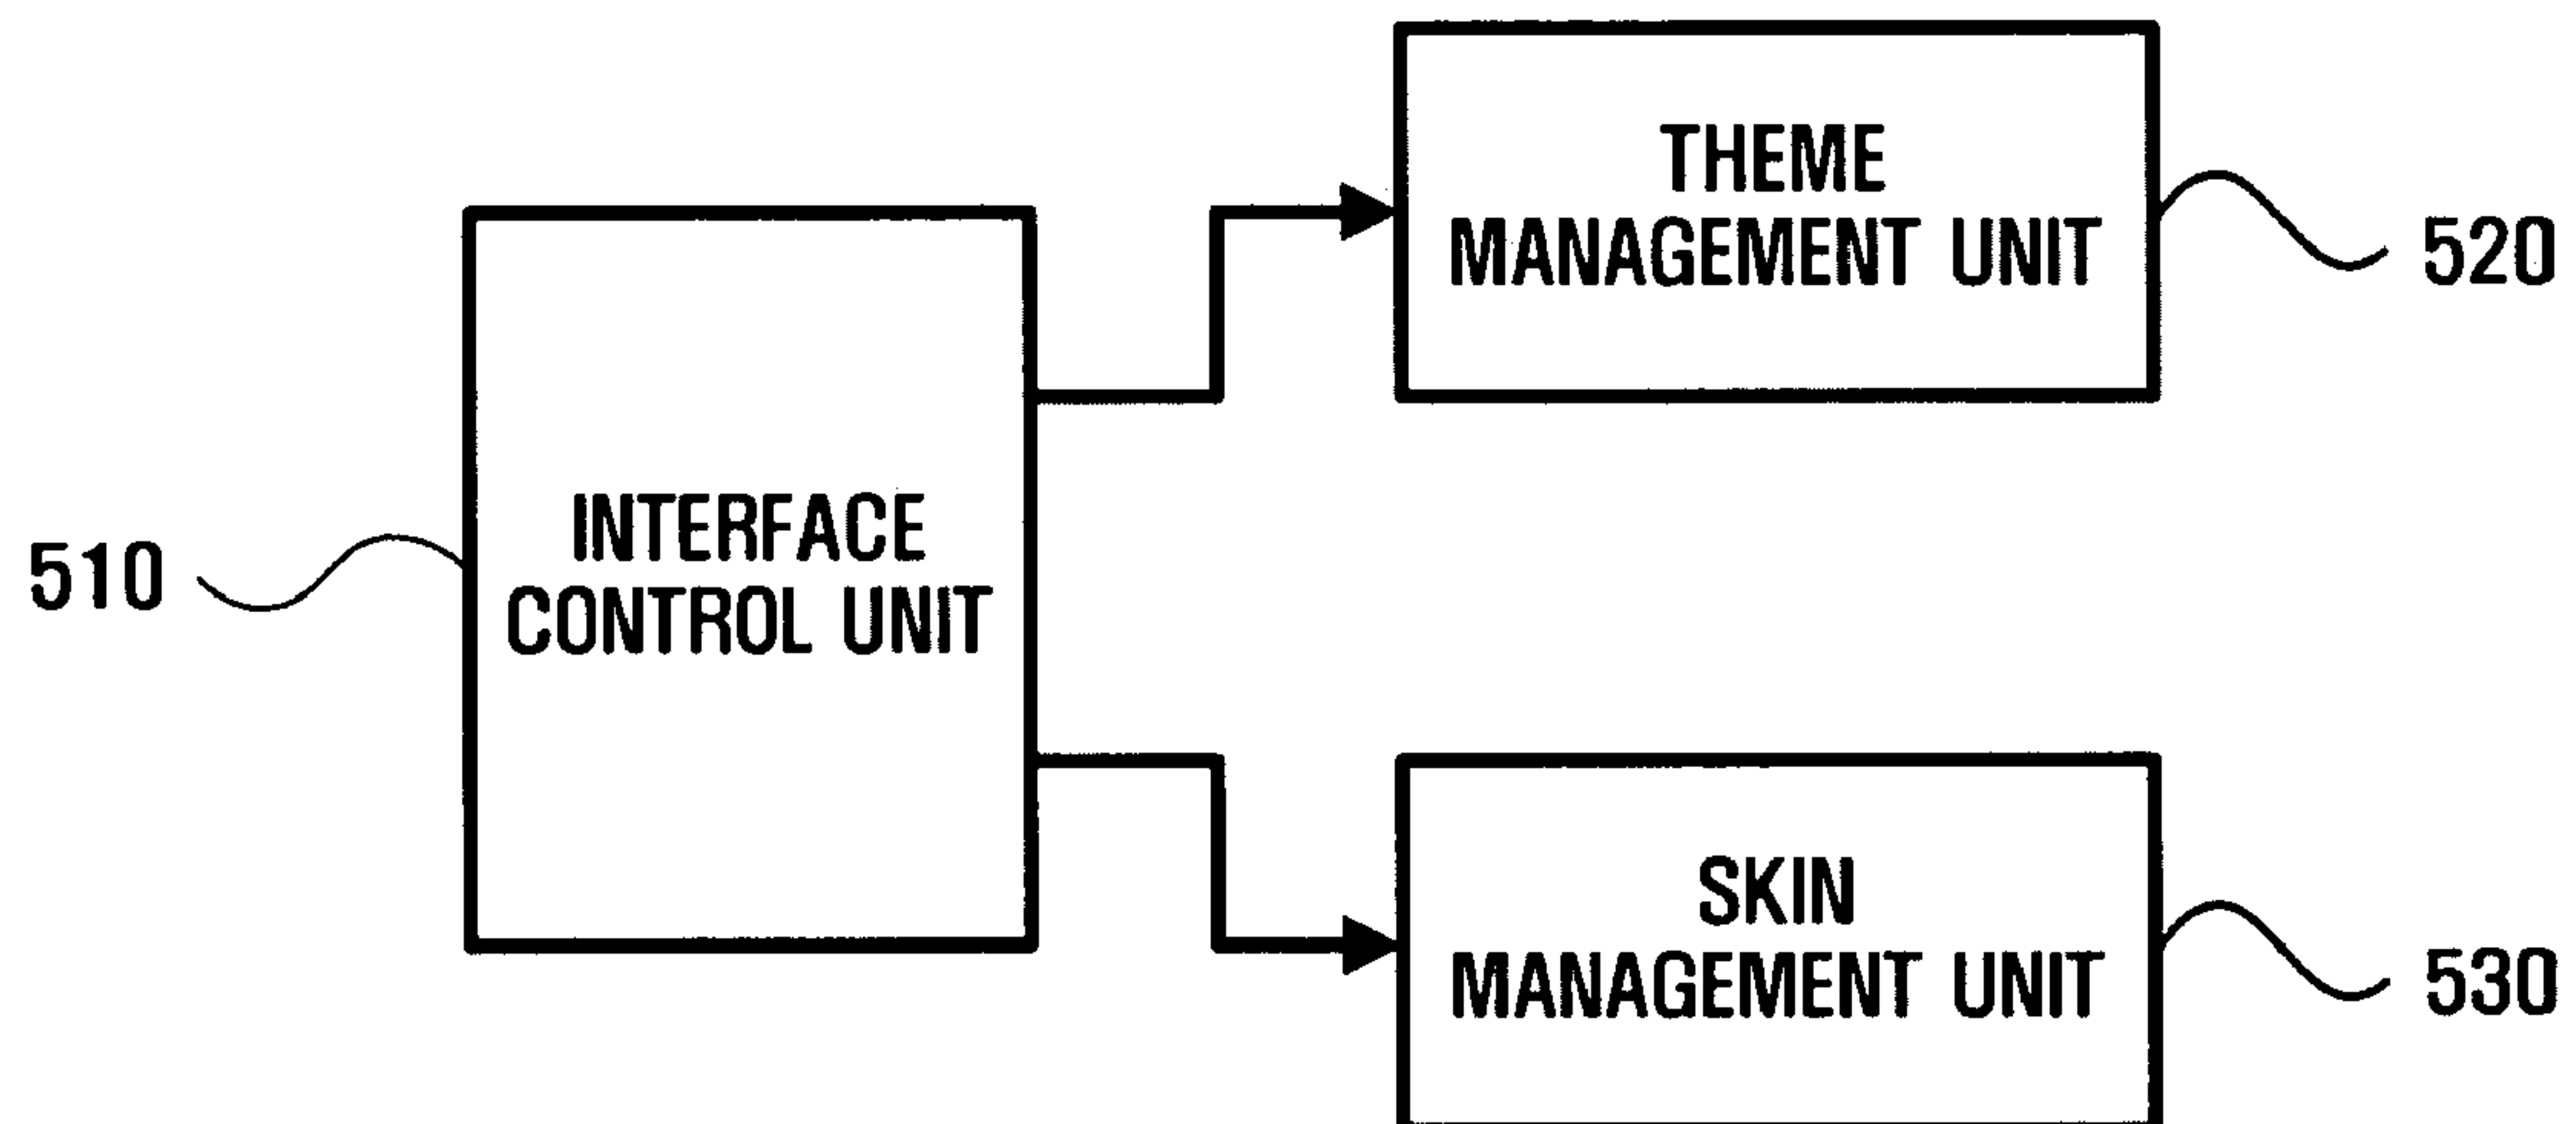 THEME
MANAGEMENT UNIT
520
INTERFACE
CONTROL UNIT
510
SKIN
MANAGEMENT UNIT
530